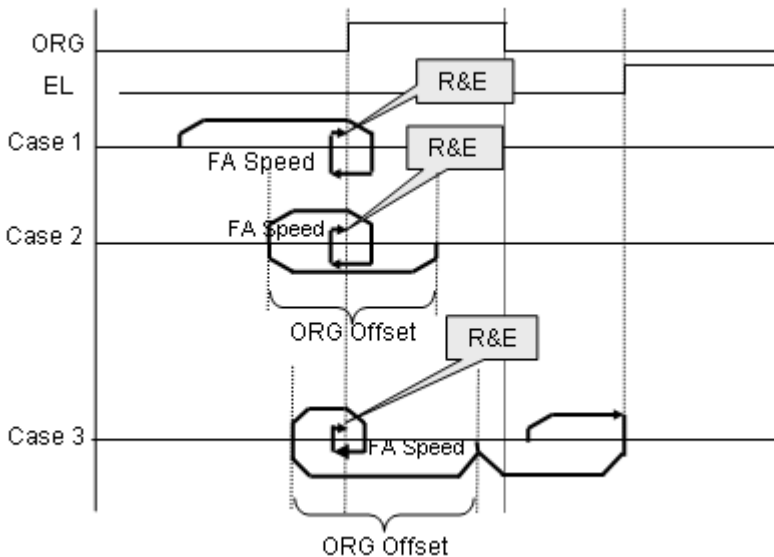 ORG
EL
R&E
Case 1
FA Speed
R&E
Case 2
FA Speed
ORG Offset
R&E
Case 3
FA Speed
ORG Offset